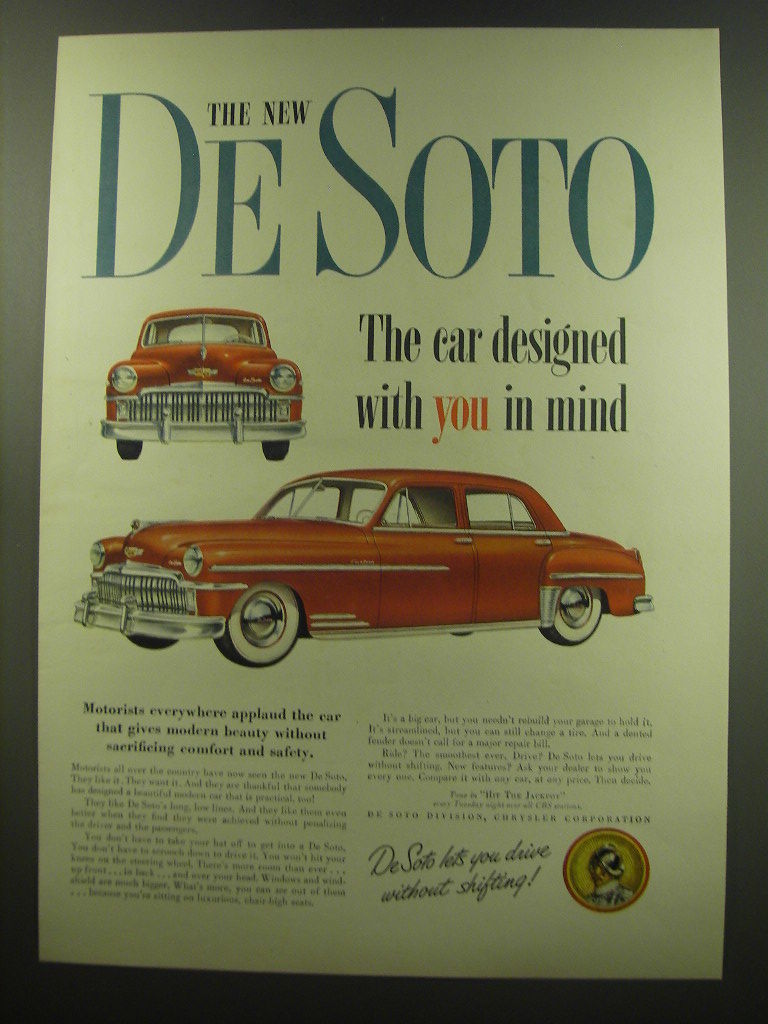 THE NEW
DE SOTO
The car designed
with you in mind
Custom
Motorists everywhere applaud the car
that gives modern beauty without
sacrificing comfort and safety.
Motorists all over the country have now seen the new De Soto.
They like it. They want it. And they are thankful that somebody
has designed a beautiful modern car that is practical, too!
They like De Soto's long, low lines. And they like them even
better when they find they were achieved without penalizing
the driver and the passengers.
You don't have to take your hat off to get into a De Soto.
You don't have to scrunch down to drive it. You won't hit your
knees on the steering wheel. There's more room than ever . . .
up front . . . in back . . . and over your head. Windows and wind-
shield are much bigger. What's more, you can see out of them
. . . because you're sitting on luxurious, chair-high seats.
It's a big car, but you needn't rebuild your garage to hold it.
It's streamlined, but you can still change a tire. And a dented
fender doesn't call for a major repair bill.
Ride? The smoothest ever. Drive? De Soto lets you drive
without shifting. New features? Ask your dealer to show you
every one. Compare it with any car, at any price. Then decide.
Tune in "HIT THE JACKPOT"
every Tuesday night over all CBS stations.
DE SOTO DIVISION, CHRYSLER CORPORATION
De Soto lets you drive
without shifting!